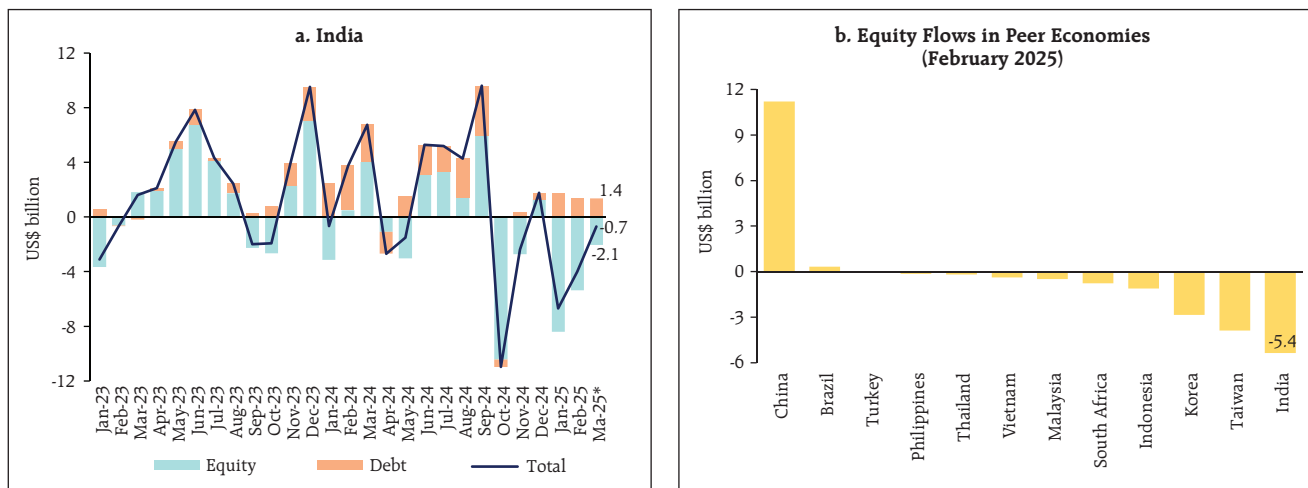 a. India
US$ billion
12
8
4
0
-4
-8
-12
1.4
-0.7
-2.1
Jan-23
Feb-23
Mar-23
Apr-23
May-23
Jun-23
Jul-23
Aug-23
Sep-23
Oct-23
Nov-23
Dec-23
Jan-24
Feb-24
Mar-24
Apr-24
May-24
Jun-24
Jul-24
Aug-24
Sep-24
Oct-24
Nov-24
Dec-24
Jan-25
Feb-25
Ma-25*
Equity
Debt
Total
b. Equity Flows in Peer Economies
(February 2025)
US$ billion
12
9
6
3
0
-3
-6
-5.4
China
Brazil
Turkey
Philippines
Thailand
Vietnam
Malaysia
South Africa
Indonesia
Korea
Taiwan
India